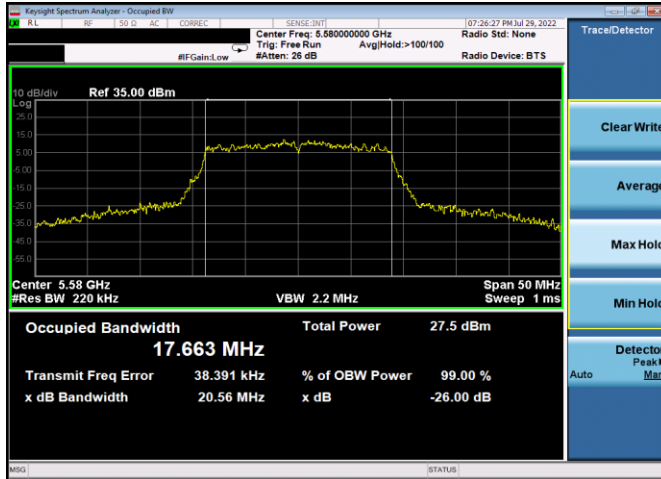 Keysight Spectrum Analyzer - Occupied BW
RL RF 50 Ω AC CORREC SENSE:INT 07:26:27 PM Jul 29, 2022
Center Freq: 5.580000000 GHz Radio Std: None
Trig: Free Run Avg|Hold:>100/100
#IFGain:Low #Atten: 26 dB Radio Device: BTS
Trace/Detector
10 dB/div Ref 35.00 dBm
Log
25.0
15.0
5.00
-5.00
-15.0
-25.0
-35.0
-45.0
-55.0
Center 5.58 GHz Span 50 MHz
#Res BW 220 kHz VBW 2.2 MHz Sweep 1 ms
Occupied Bandwidth Total Power 27.5 dBm
17.663 MHz
Transmit Freq Error 38.391 kHz % of OBW Power 99.00 %
x dB Bandwidth 20.56 MHz x dB -26.00 dB
Clear Write
Average
Max Hold
Min Hold
Detector
Peak
Auto Man
MSG STATUS